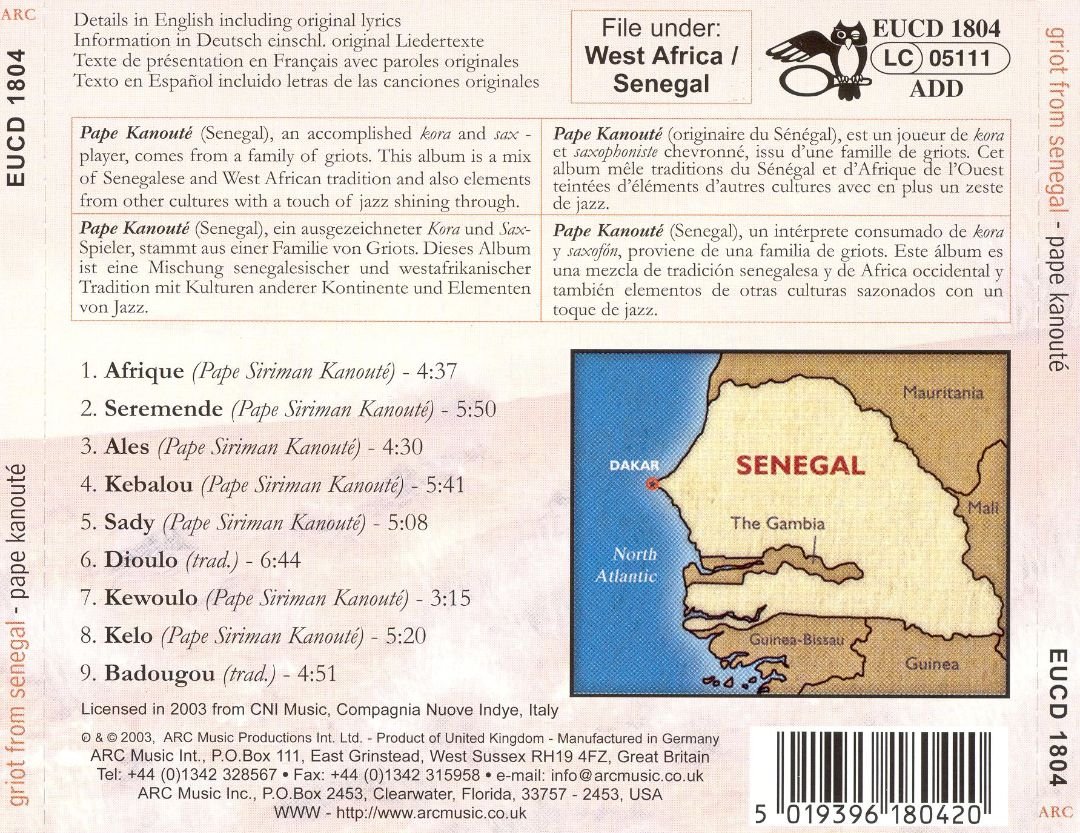 ARC
EUCD 1804
griot from senegal - pape kanouté
Details in English including original lyrics
Information in Deutsch einschl. original Liedertexte
Texte de présentation en Français avec paroles originales
Texto en Español incluido letras de las canciones originales
File under:
West Africa /
Senegal
EUCD 1804
LC 05111
ADD
Pape Kanouté (Senegal), an accomplished kora and sax -
player, comes from a family of griots. This album is a mix
of Senegalese and West African tradition and also elements
from other cultures with a touch of jazz shining through.
Pape Kanouté (originaire du Sénégal), est un joueur de kora
et saxophoniste chevronné, issu d'une famille de griots. Cet
album mêle traditions du Sénégal et d'Afrique de l'Ouest
teintées d'éléments d'autres cultures avec en plus un zeste
de jazz.
Pape Kanouté (Senegal), ein ausgezeichneter Kora und Sax-
Spieler, stammt aus einer Familie von Griots. Dieses Album
ist eine Mischung senegalesischer und westafrikanischer
Tradition mit Kulturen anderer Kontinente und Elementen
von Jazz.
Pape Kanouté (Senegal), un intérprete consumado de kora
y saxofón, proviene de una familia de griots. Este álbum es
una mezcla de tradición senegalesa y de Africa occidental y
también elementos de otras culturas sazonados con un
toque de jazz.
1. Afrique (Pape Siriman Kanouté) - 4:37
2. Seremende (Pape Siriman Kanouté) - 5:50
3. Ales (Pape Siriman Kanouté) - 4:30
4. Kebalou (Pape Siriman Kanouté) - 5:41
5. Sady (Pape Siriman Kanouté) - 5:08
6. Dioulo (trad.) - 6:44
7. Kewoulo (Pape Siriman Kanouté) - 3:15
8. Kelo (Pape Siriman Kanouté) - 5:20
9. Badougou (trad.) - 4:51
Mauritania
DAKAR
SENEGAL
Mali
The Gambia
North
Atlantic
Guinea-Bissau
Guinea
Licensed in 2003 from CNI Music, Compagnia Nuove Indye, Italy
℗ & © 2003, ARC Music Productions Int. Ltd. - Product of United Kingdom - Manufactured in Germany
ARC Music Int., P.O.Box 111, East Grinstead, West Sussex RH19 4FZ, Great Britain
Tel: +44 (0)1342 328567 • Fax: +44 (0)1342 315958 • e-mail: info@arcmusic.co.uk
ARC Music Inc., P.O.Box 2453, Clearwater, Florida, 33757 - 2453, USA
WWW - http://www.arcmusic.co.uk
5 019396 180420
griot from senegal - pape kanouté
EUCD 1804
ARC